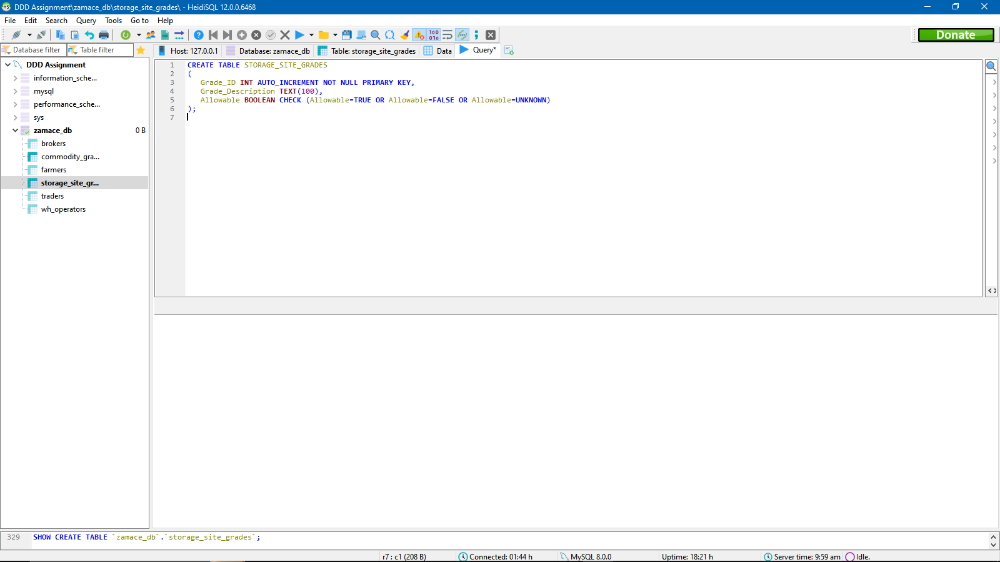 DDD Assignment\zamace_db\storage_site_grades\ - HeidiSQL 12.0.0.6468
File Edit Search Query Tools Go to Help
Donate
Database filter Table filter
Host: 127.0.0.1 Database: zamace_db Table: storage_site_grades Data Query*
DDD Assignment
information_sche...
mysql
performance_sche...
sys
zamace_db 0 B
brokers
commodity_gra...
farmers
storage_site_gr...
traders
wh_operators
1 CREATE TABLE STORAGE_SITE_GRADES
2 (
3 Grade_ID INT AUTO_INCREMENT NOT NULL PRIMARY KEY,
4 Grade_Description TEXT(100),
5 Allowable BOOLEAN CHECK (Allowable=TRUE OR Allowable=FALSE OR Allowable=UNKNOWN)
6 );
7
329 SHOW CREATE TABLE `zamace_db`.`storage_site_grades`;
r7 : c1 (208 B) Connected: 01:44 h MySQL 8.0.0 Uptime: 18:21 h Server time: 9:59 am Idle.